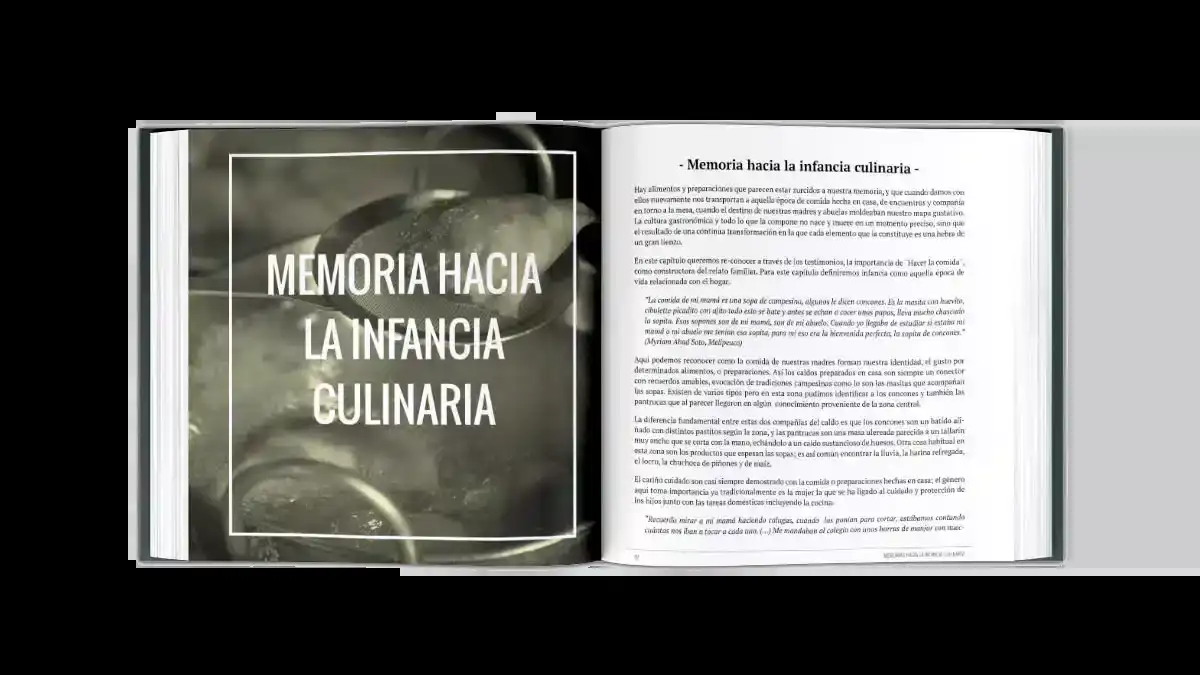 MEMORIA HACIA
LA INFANCIA
CULINARIA
- Memoria hacia la infancia culinaria -
Hay alimentos y preparaciones que parecen estar zurcidos a nuestra memoria, y que cuando damos con
ellos nuevamente nos transportan a aquella época de comida hecha en casa, de encuentros y compañía
en torno a la mesa, cuando el destino de nuestras madres y abuelas moldeaban nuestro mapa gustativo.
La cultura gastronómica y todo lo que la compone no nace y muere en un momento preciso, sino que
el resultado de una continua transformación en la que cada elemento que la constituye es una hebra de
un gran lienzo.
En este capítulo queremos re-conocer a través de los testimonios, la importancia de ¨Hacer la comida¨,
como constructora del relato familiar. Para este capítulo definiremos infancia como aquella época de
vida relacionada con el hogar.
"La comida de mi mamá es una sopa de campesino, algunos le dicen concones. Es la masita con huevito,
cibulette picadito con ajito todo esto se bate y antes se echan a cocer unas papas, lleva mucho chascudo
la sopita. Esas sopones son de mi mamá, son de mi abuelo. Cuando yo llegaba de estudiar si estaba mi
mamá o mi abuela me tenían esa sopita, para mí eso era la bienvenida perfecta, la sopita de concones."
(Myriam Abad Soto, Melipeuco)
Aquí podemos reconocer como la comida de nuestras madres forman nuestra identidad, el gusto por
determinados alimentos, o preparaciones. Así los caldos preparados en casa son siempre un conector
con recuerdos amables, evocación de tradiciones campesinas como lo son las masitas que acompañan
las sopas. Existen de varios tipos pero en esta zona pudimos identificar a los concones y también las
pantrucas que al parecer llegaron en algún conocimiento proveniente de la zona central.
La diferencia fundamental entre estas dos compañías del caldo es que los concones son un batido ali-
ñado con distintos pastitos según la zona, y las pantrucas son una masa ulereada parecida a un tallarín
muy ancho que se corta con la mano, echándolo a un caldo sustancioso de huesos. Otra cosa habitual en
esta zona son los productos que espesan las sopas; es así común encontrar la lluvia, la harina refregada,
el locro, la chuchoca de piñones y de maíz.
El cariño cuidado son casi siempre demostrado con la comida o preparaciones hechas en casa; el género
aquí toma importancia ya tradicionalmente es la mujer la que se ha ligado al cuidado y protección de
los hijos junto con las tareas domésticas incluyendo la cocina.
"Recuerdo mirar a mi mamá haciendo calugas, cuando las ponían para cortar, estábamos contando
cuántas nos iban a tocar a cada uno. (...) Me mandaban al colegio con unas barras de manjar con nuec-
MEMORIA HACIA LA INFANCIA CULINARIA